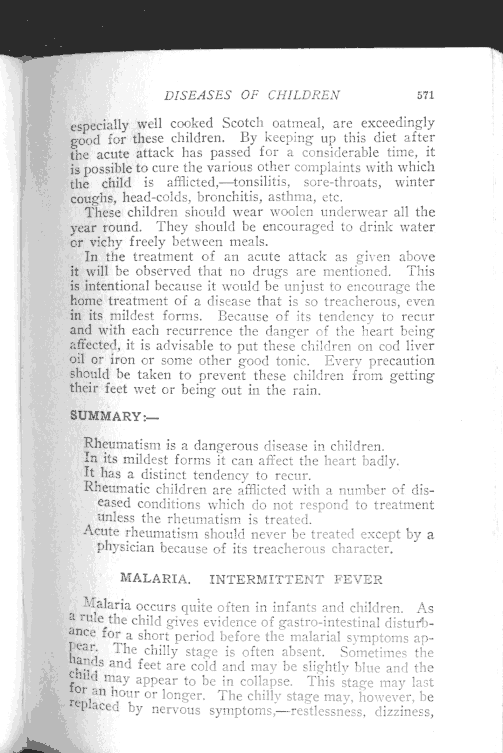 DISEASES OF CHILDREN 571
especially well cooked Scotch oatmeal, are exceedingly
good for these children. By keeping up this diet after
the acute attack has passed for a considerable time, it
is possible to cure the various other complaints with which
the child is afflicted,—tonsilitis, sore-throats, winter
coughs, head-colds, bronchitis, asthma, etc.
These children should wear woolen underwear all the
year round. They should be encouraged to drink water
or vichy freely between meals.
In the treatment of an acute attack as given above
it will be observed that no drugs are mentioned. This
is intentional because it would be unjust to encourage the
home treatment of a disease that is so treacherous, even
in its mildest forms. Because of its tendency to recur
and with each recurrence the danger of the heart being
affected, it is advisable to put these children on cod liver
oil or iron or some other good tonic. Every precaution
should be taken to prevent these children from getting
their feet wet or being out in the rain.
SUMMARY:—
Rheumatism is a dangerous disease in children.
In its mildest forms it can affect the heart badly.
It has a distinct tendency to recur.
Rheumatic children are afflicted with a number of dis-
eased conditions which do not respond to treatment
unless the rheumatism is treated.
Acute rheumatism should never be treated except by a
physician because of its treacherous character.
MALARIA. INTERMITTENT FEVER
Malaria occurs quite often in infants and children. As
a rule the child gives evidence of gastro-intestinal disturb-
ance for a short period before the malarial symptoms ap-
pear. The chilly stage is often absent. Sometimes the
hands and feet are cold and may be slightly blue and the
child may appear to be in collapse. This stage may last
for an hour or longer. The chilly stage may, however, be
replaced by nervous symptoms,—restlessness, dizziness,